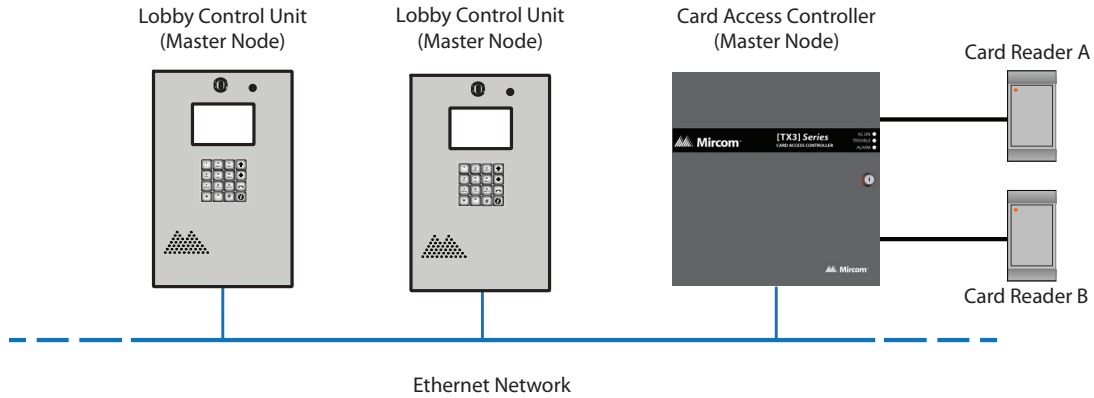 Lobby Control Unit
(Master Node)
Lobby Control Unit
(Master Node)
Card Access Controller
(Master Node)
Card Reader A
Mircom
[TX3] Series
CARD ACCESS CONTROLLER
AC ON
TROUBLE
ALARM
Mircom
Card Reader B
Ethernet Network